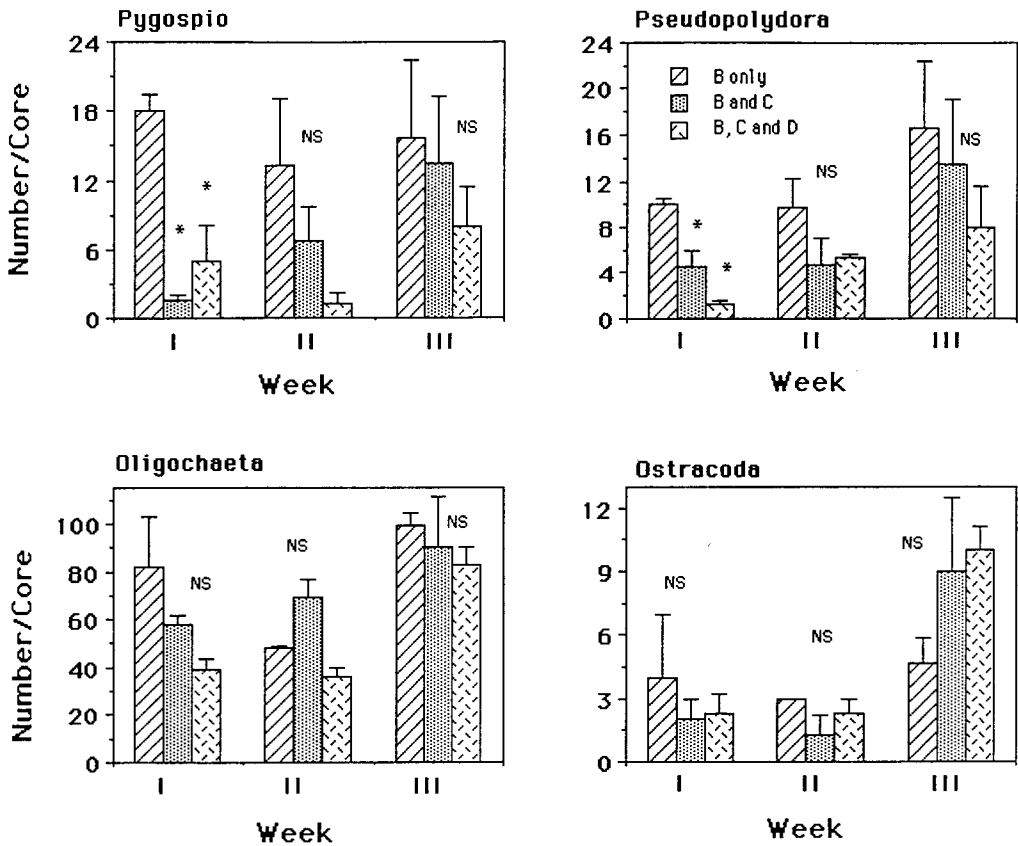 Pygospio
24
18
12
6
0
Number/Core
NS
NS
*
*
I II III
Week
Pseudopolydora
24
20
16
12
8
4
0
B only
B and C
B, C and D
NS
NS
*
*
I II III
Week
Oligochaeta
100
80
60
40
20
0
Number/Core
NS
NS
NS
I II III
Week
Ostracoda
12
9
6
3
0
NS
NS
NS
I II III
Week